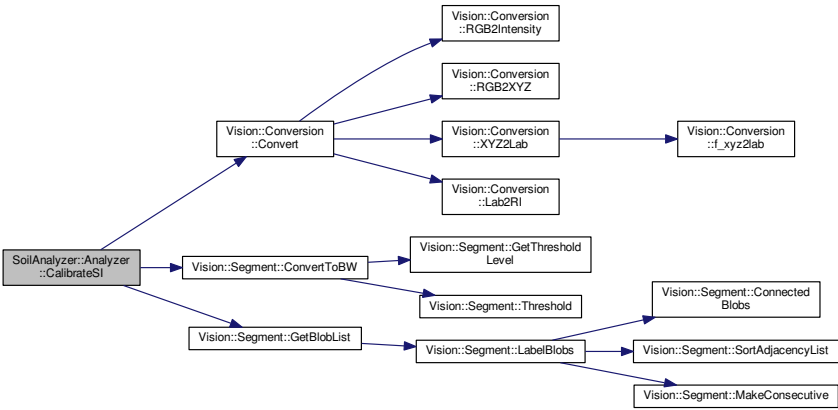 SoilAnalyzer::Analyzer
::CalibrateSI
Vision::Conversion
::Convert
Vision::Conversion
::RGB2Intensity
Vision::Conversion
::RGB2XYZ
Vision::Conversion
::XYZ2Lab
Vision::Conversion
::f_xyz2lab
Vision::Conversion
::Lab2RI
Vision::Segment::ConvertToBW
Vision::Segment::GetThreshold
Level
Vision::Segment::Threshold
Vision::Segment::GetBlobList
Vision::Segment::LabelBlobs
Vision::Segment::Connected
Blobs
Vision::Segment::SortAdjacencyList
Vision::Segment::MakeConsecutive